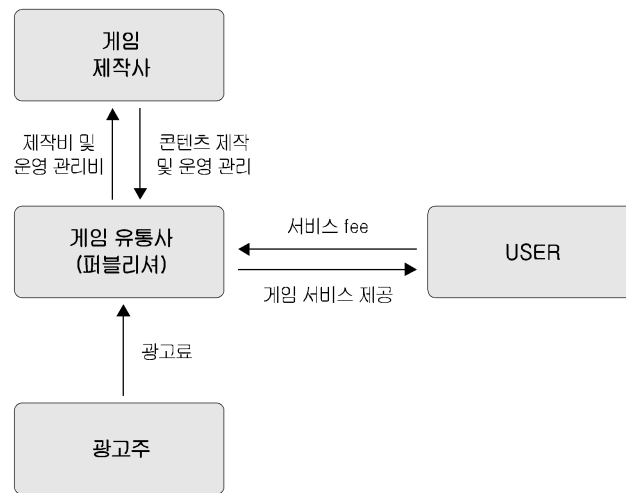 게임
제작사
제작비 및
운영 관리비
콘텐츠 제작
및 운영 관리
게임 유통사
(퍼블리셔)
서비스 fee
게임 서비스 제공
USER
광고료
광고주